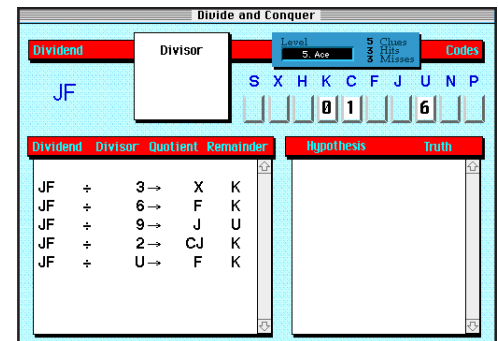 Divide and Conquer
Dividend Divisor Level 5. Ace 5 Clues 3 Hits 3 Misses Codes
JF
S X H K C F J U N P
0 1 6
Dividend Divisor Quotient Remainder
Hypothesis Truth
JF ÷ 3→ X K
JF ÷ 6→ F K
JF ÷ 9→ J U
JF ÷ 2→ CJ K
JF ÷ U→ F K